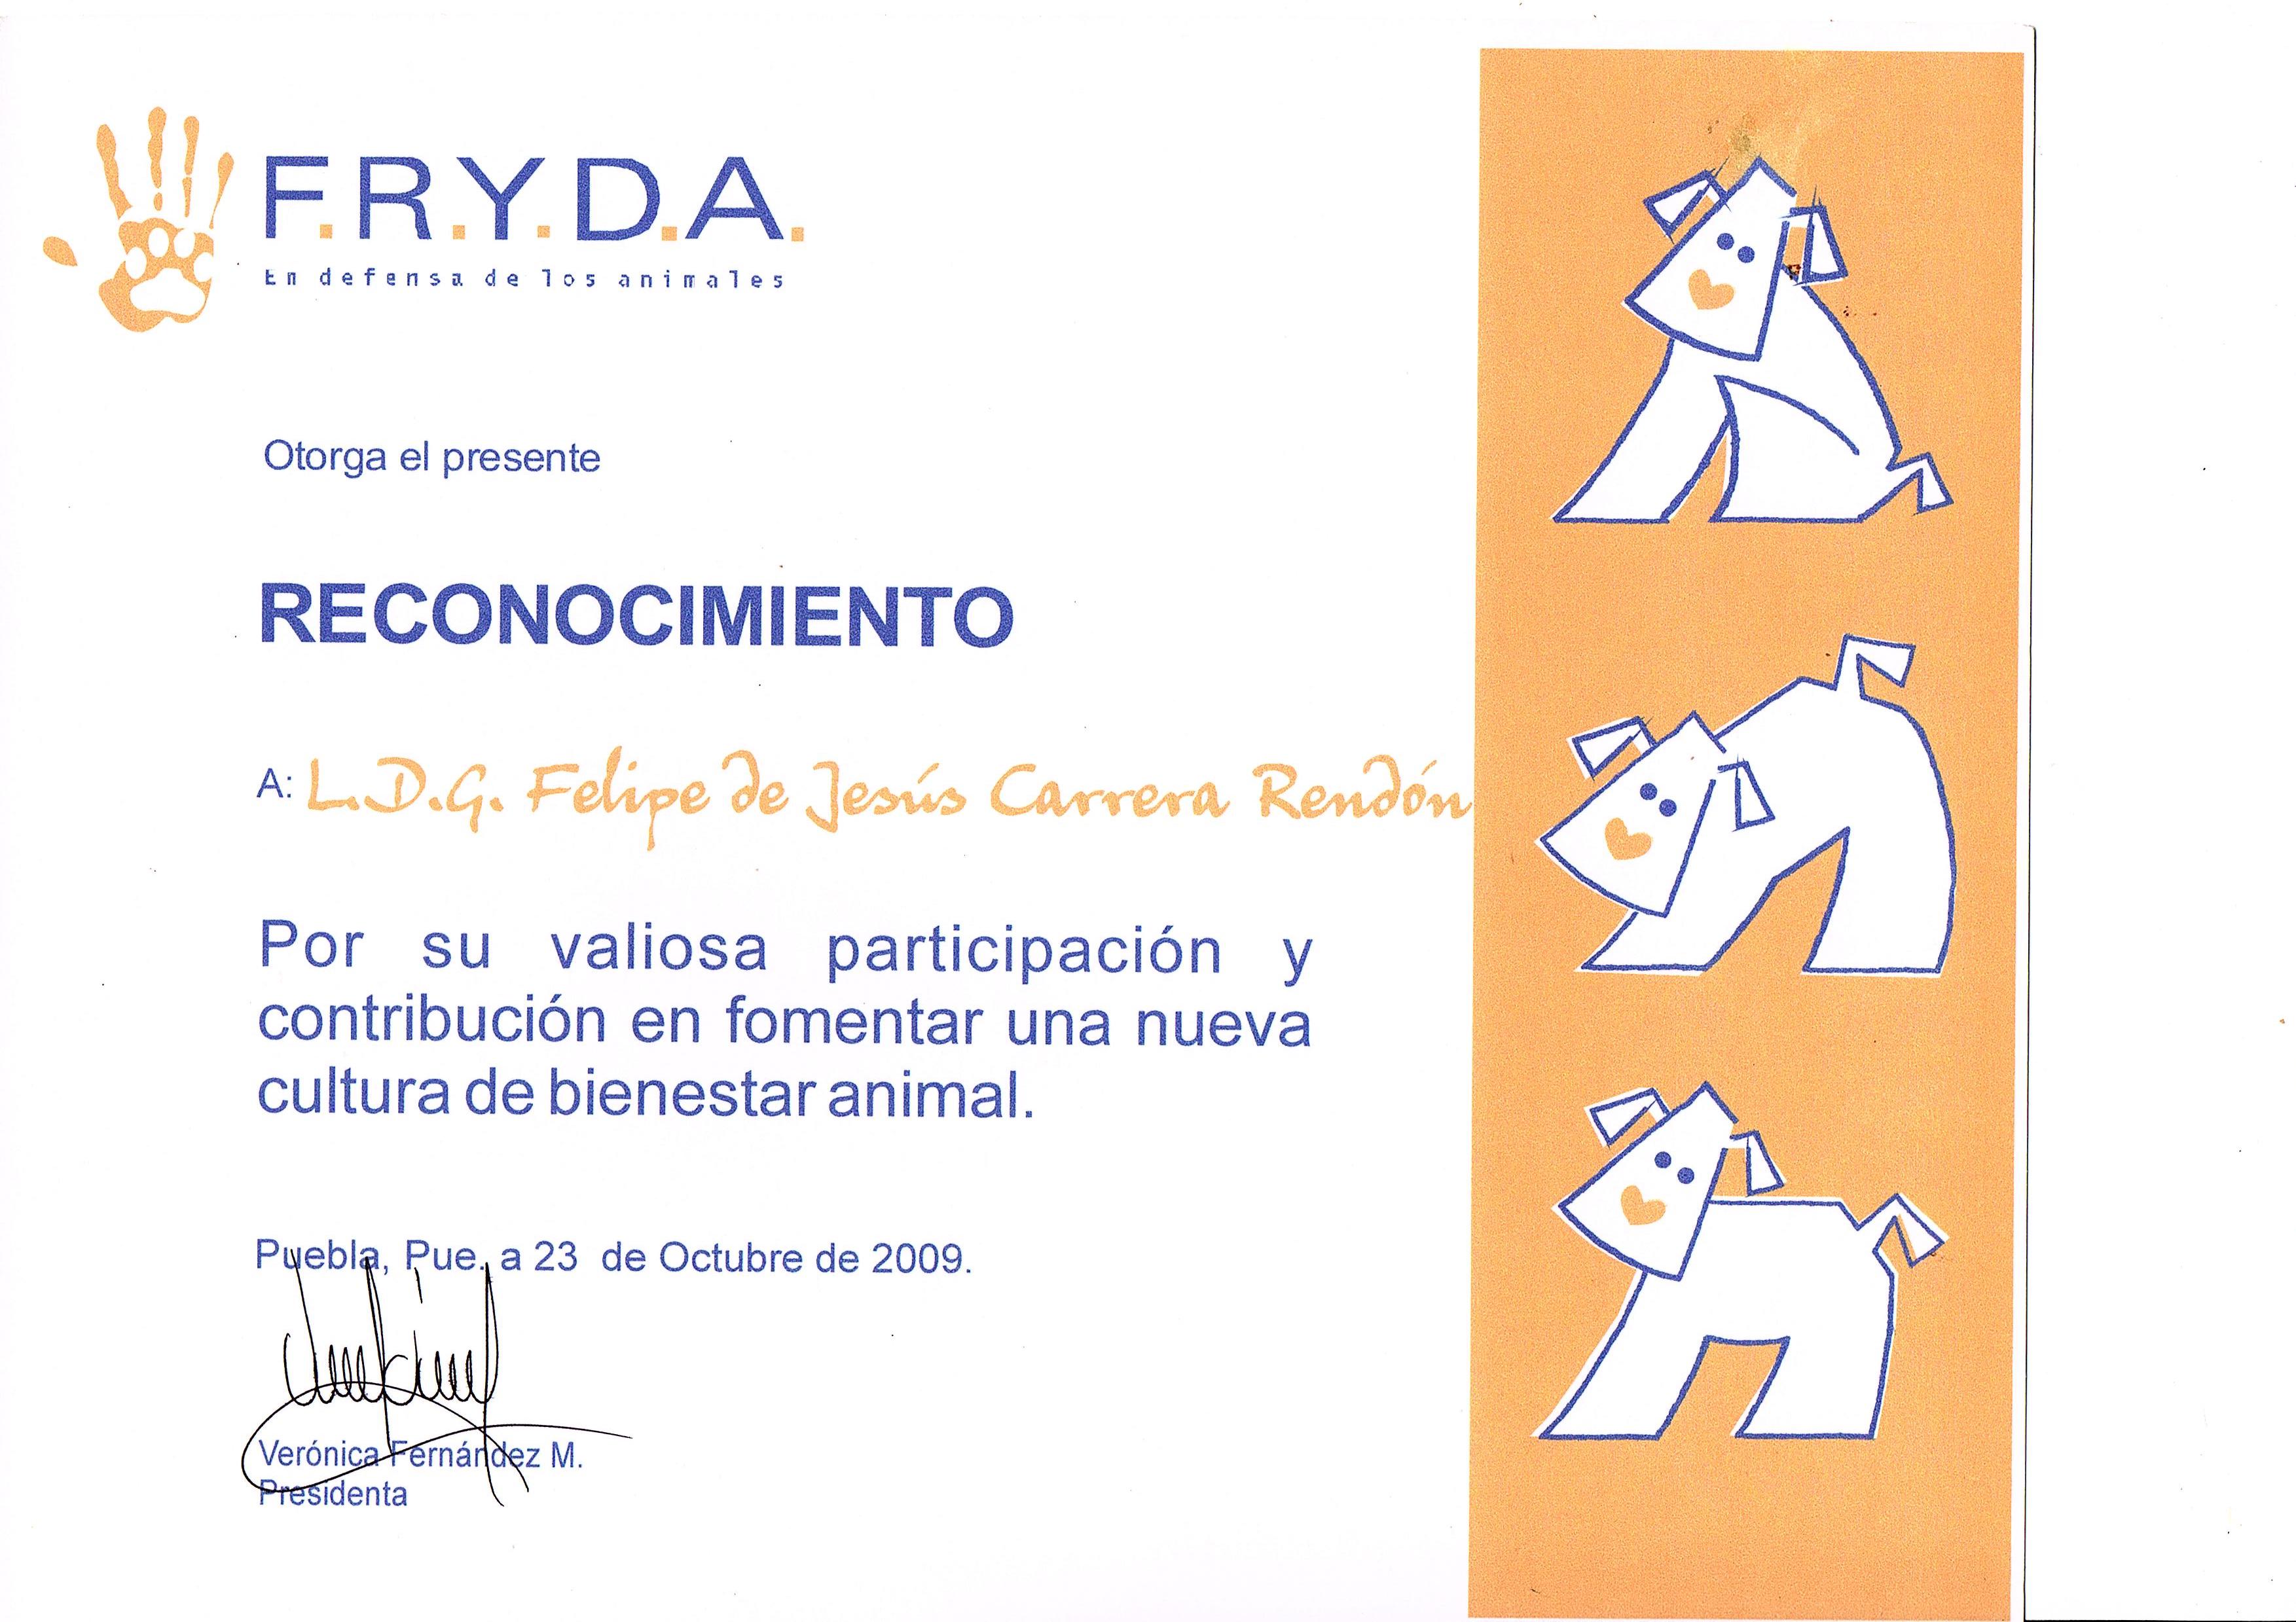 F.R.Y.D.A.
En defensa de los animales
Otorga el presente
RECONOCIMIENTO
A: L.D.G. Felipe de Jesús Carrera Rendón
Por su valiosa participación y
contribución en fomentar una nueva
cultura de bienestar animal.
Puebla, Pue. a 23 de Octubre de 2009.
Verónica Fernández M.
Presidenta